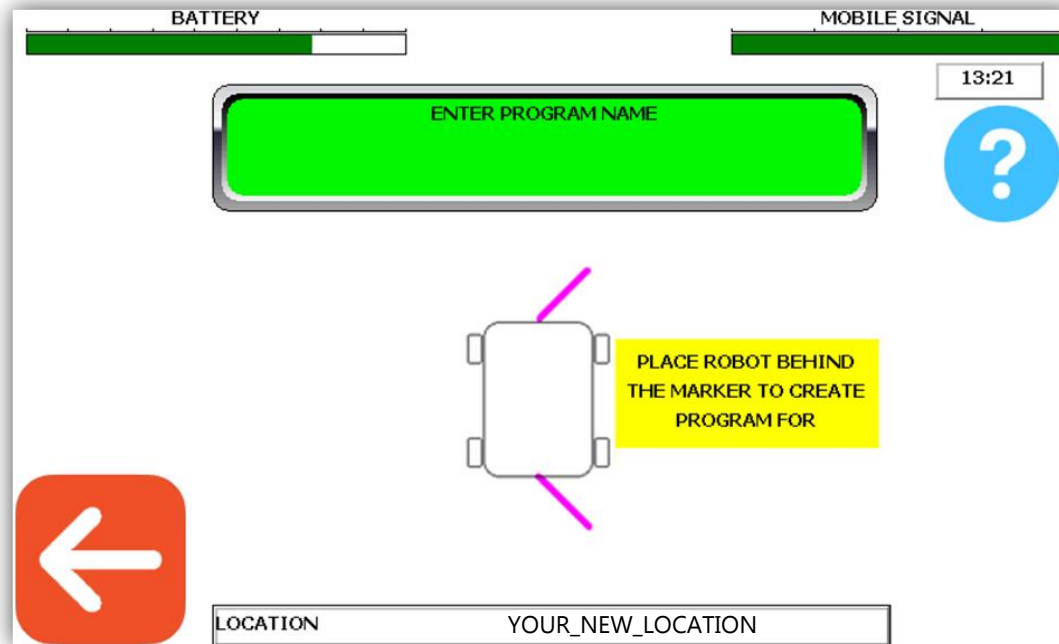 BATTERY
MOBILE SIGNAL
13:21
ENTER PROGRAM NAME
?
PLACE ROBOT BEHIND
THE MARKER TO CREATE
PROGRAM FOR
LOCATION YOUR_NEW_LOCATION